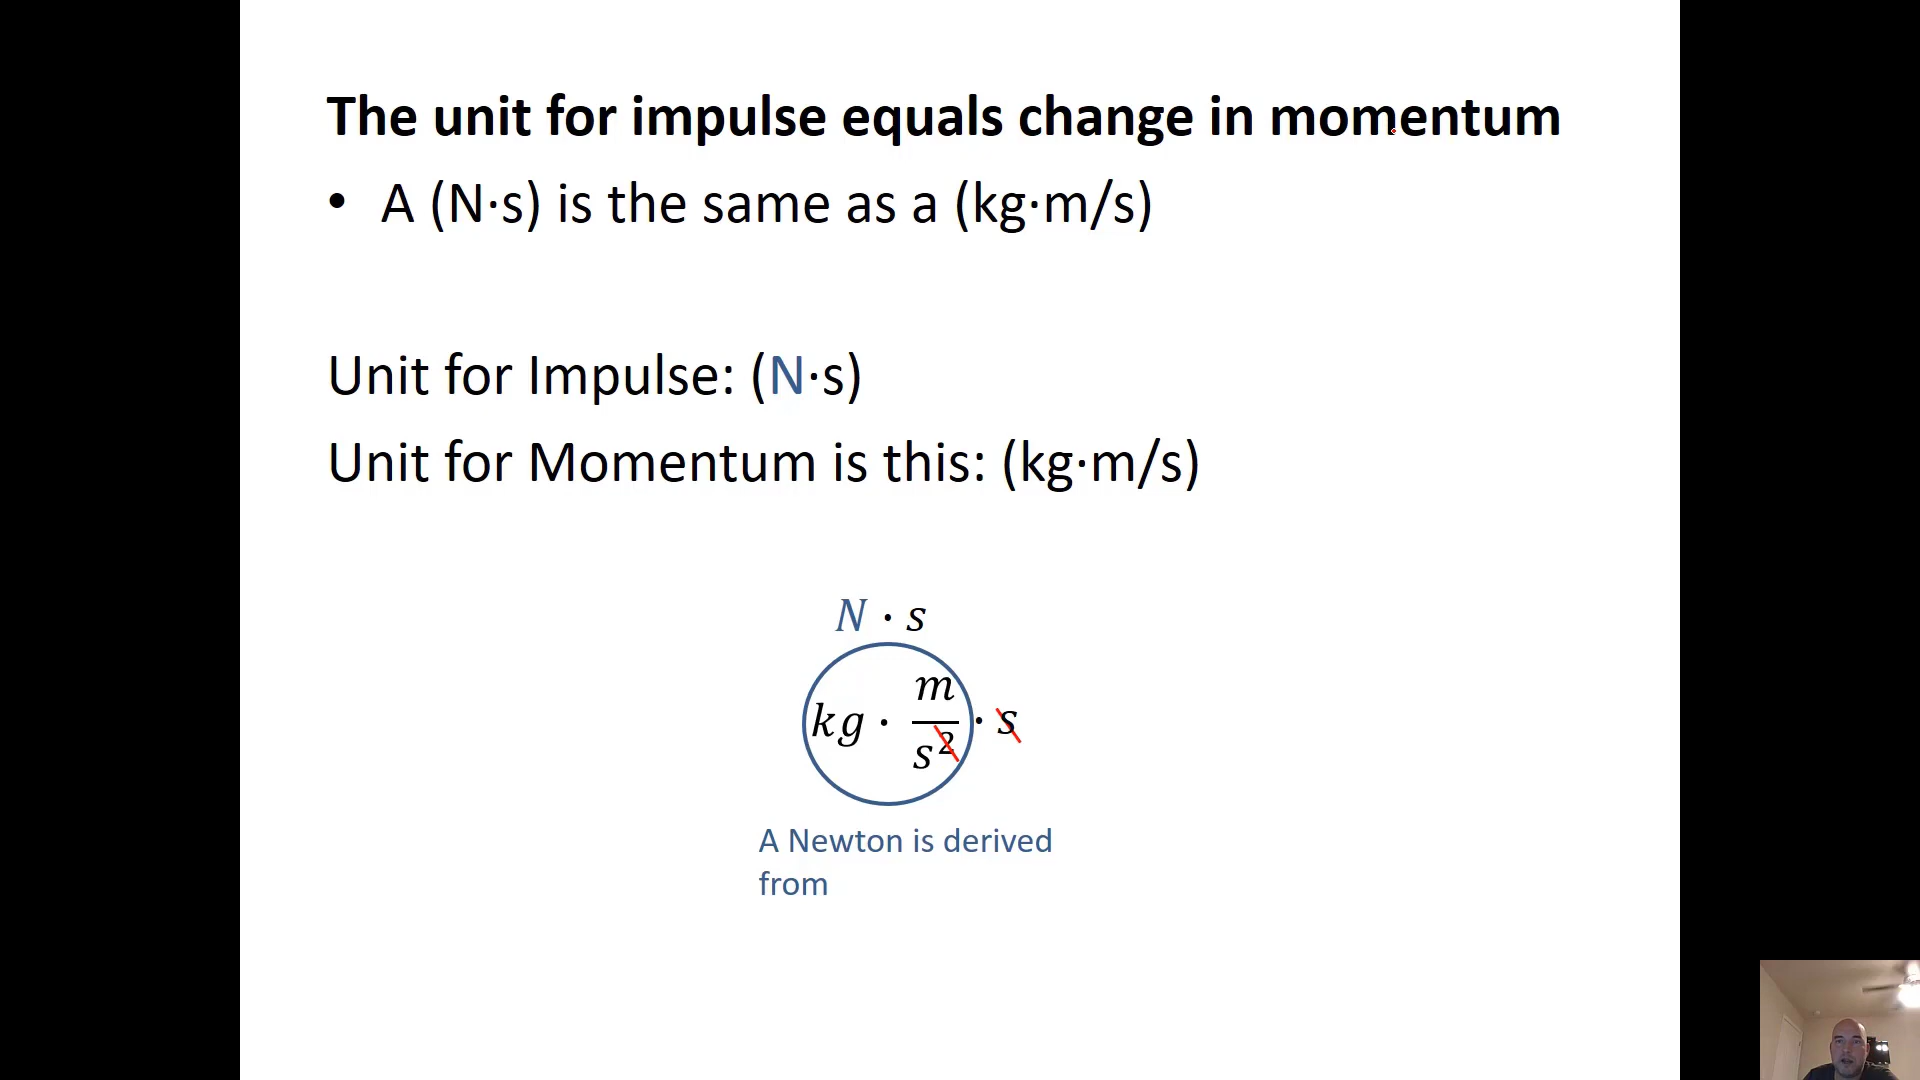 The unit for impulse equals change in momentum
• A (N·s) is the same as a (kg·m/s)
Unit for Impulse: (N·s)
Unit for Momentum is this: (kg·m/s)
N · s
kg · m/s² · s
A Newton is derived
from